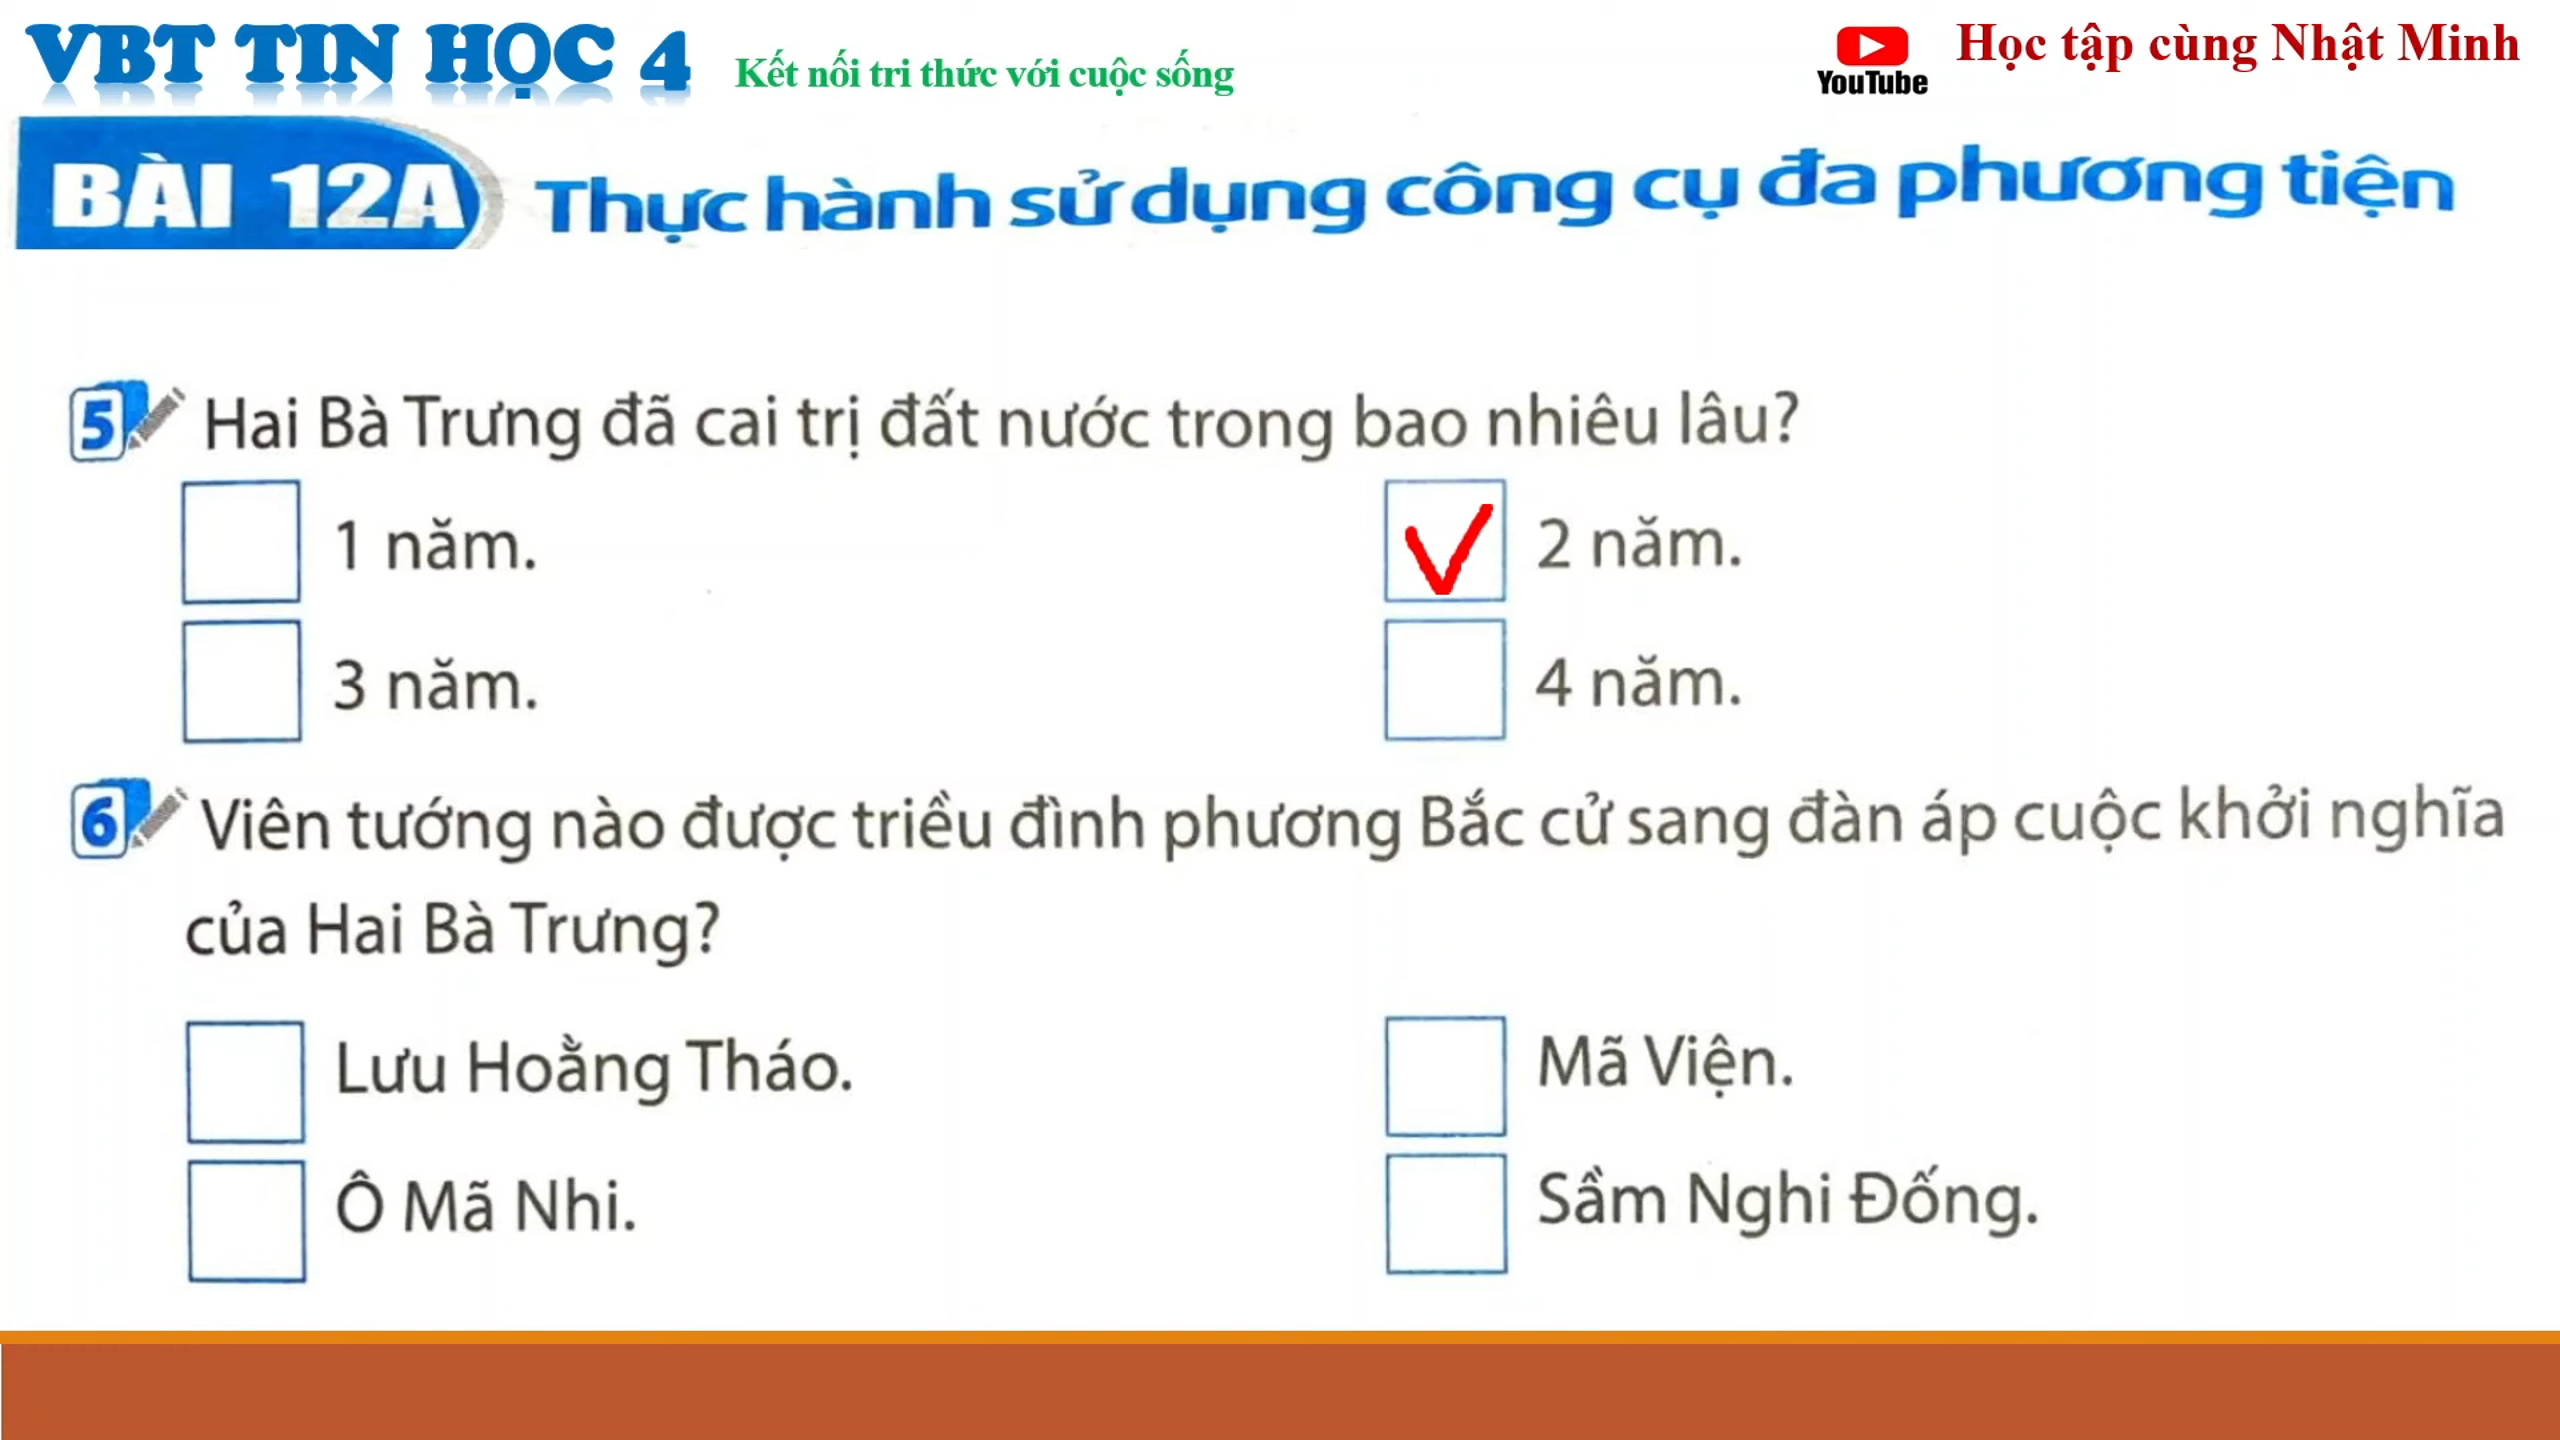 VBT TIN HỌC 4
Kết nối tri thức với cuộc sống
YouTube
Học tập cùng Nhật Minh
BÀI 12A Thực hành sử dụng công cụ đa phương tiện
5 Hai Bà Trưng đã cai trị đất nước trong bao nhiêu lâu?
1 năm.
2 năm.
3 năm.
4 năm.
6 Viên tướng nào được triều đình phương Bắc cử sang đàn áp cuộc khởi nghĩa
của Hai Bà Trưng?
Lưu Hoằng Tháo.
Mã Viện.
Ô Mã Nhi.
Sầm Nghi Đống.